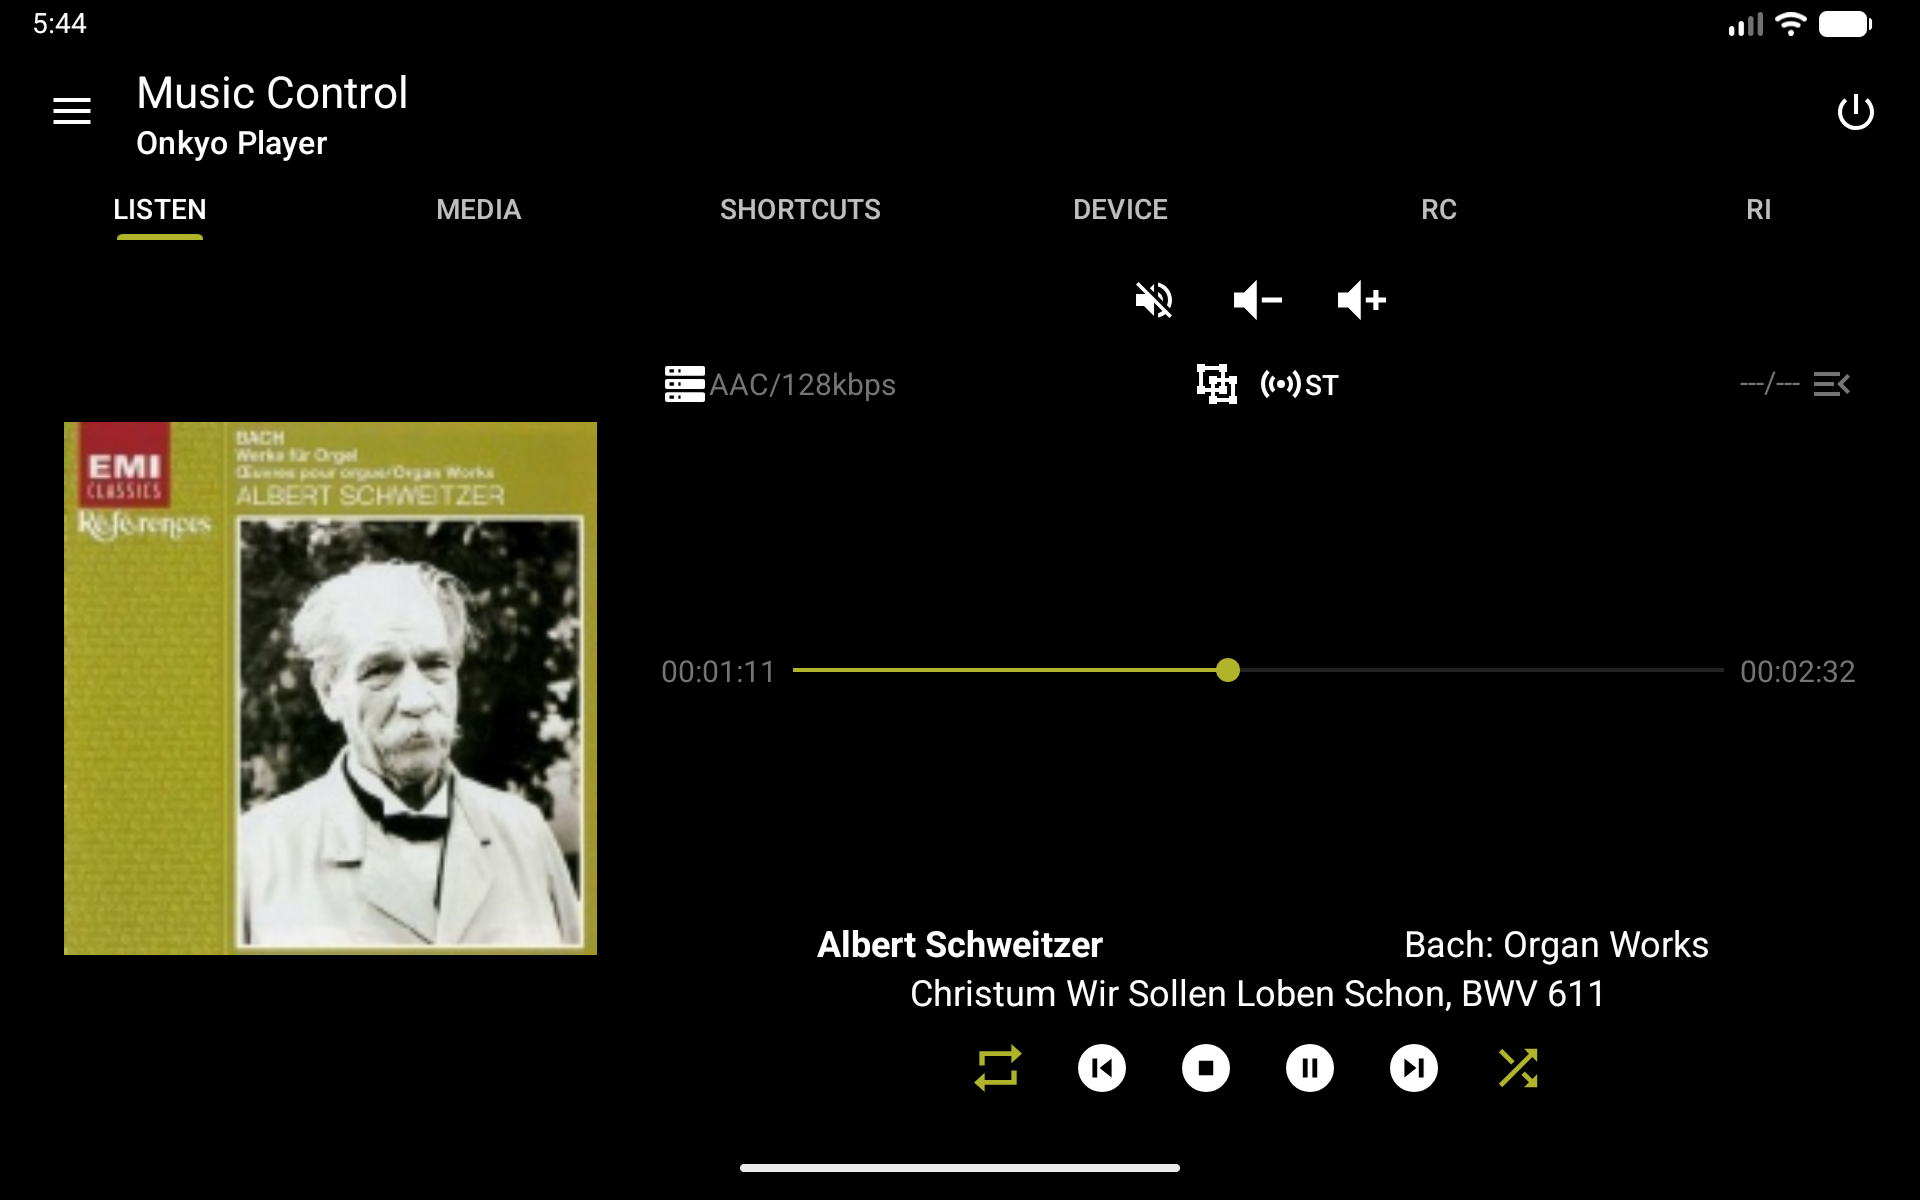 5:44
Music Control
Onkyo Player
LISTEN MEDIA SHORTCUTS DEVICE RC RI
AAC/128kbps ST ---/---
EMI
CLASSICS
Références
BACH
Werke für Orgel
Œuvres pour orgue/Organ Works
ALBERT SCHWEITZER
00:01:11 00:02:32
Albert Schweitzer Bach: Organ Works
Christum Wir Sollen Loben Schon, BWV 611